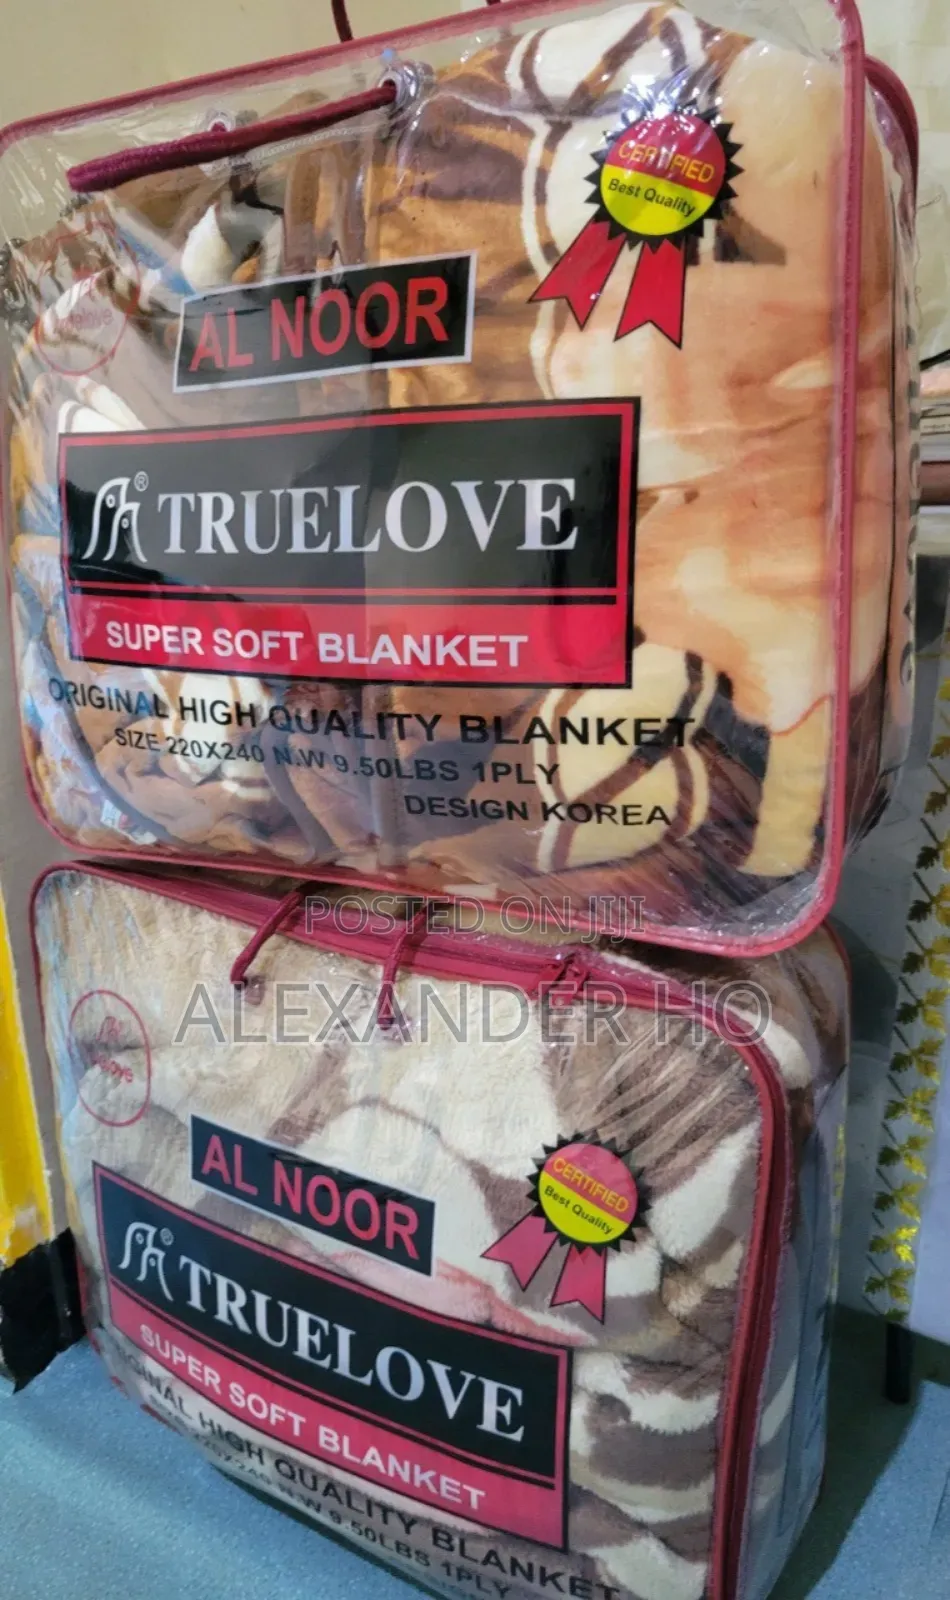 CERTIFIED
Best Quality
AL NOOR
® TRUELOVE
SUPER SOFT BLANKET
ORIGINAL HIGH QUALITY BLANKET
SIZE 220X240 N.W 9.50LBS 1PLY
DESIGN KOREA
POSTED ON JIJI
ALEXANDER HO
AL NOOR
CERTIFIED
Best Quality
® TRUELOVE
SUPER SOFT BLANKET
HIGH QUALITY BLANKET
220X240 N.W 9.50LBS 1PLY